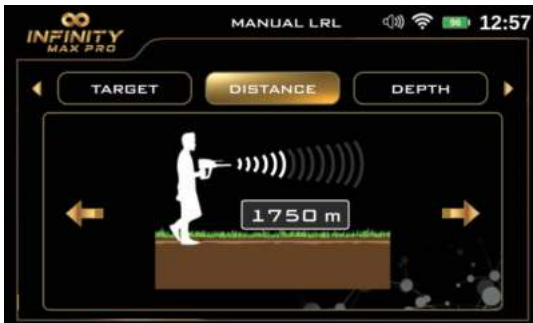 INFINITY
MAX PRO
MANUAL LRL
96 12:57
TARGET DISTANCE DEPTH
1750 m